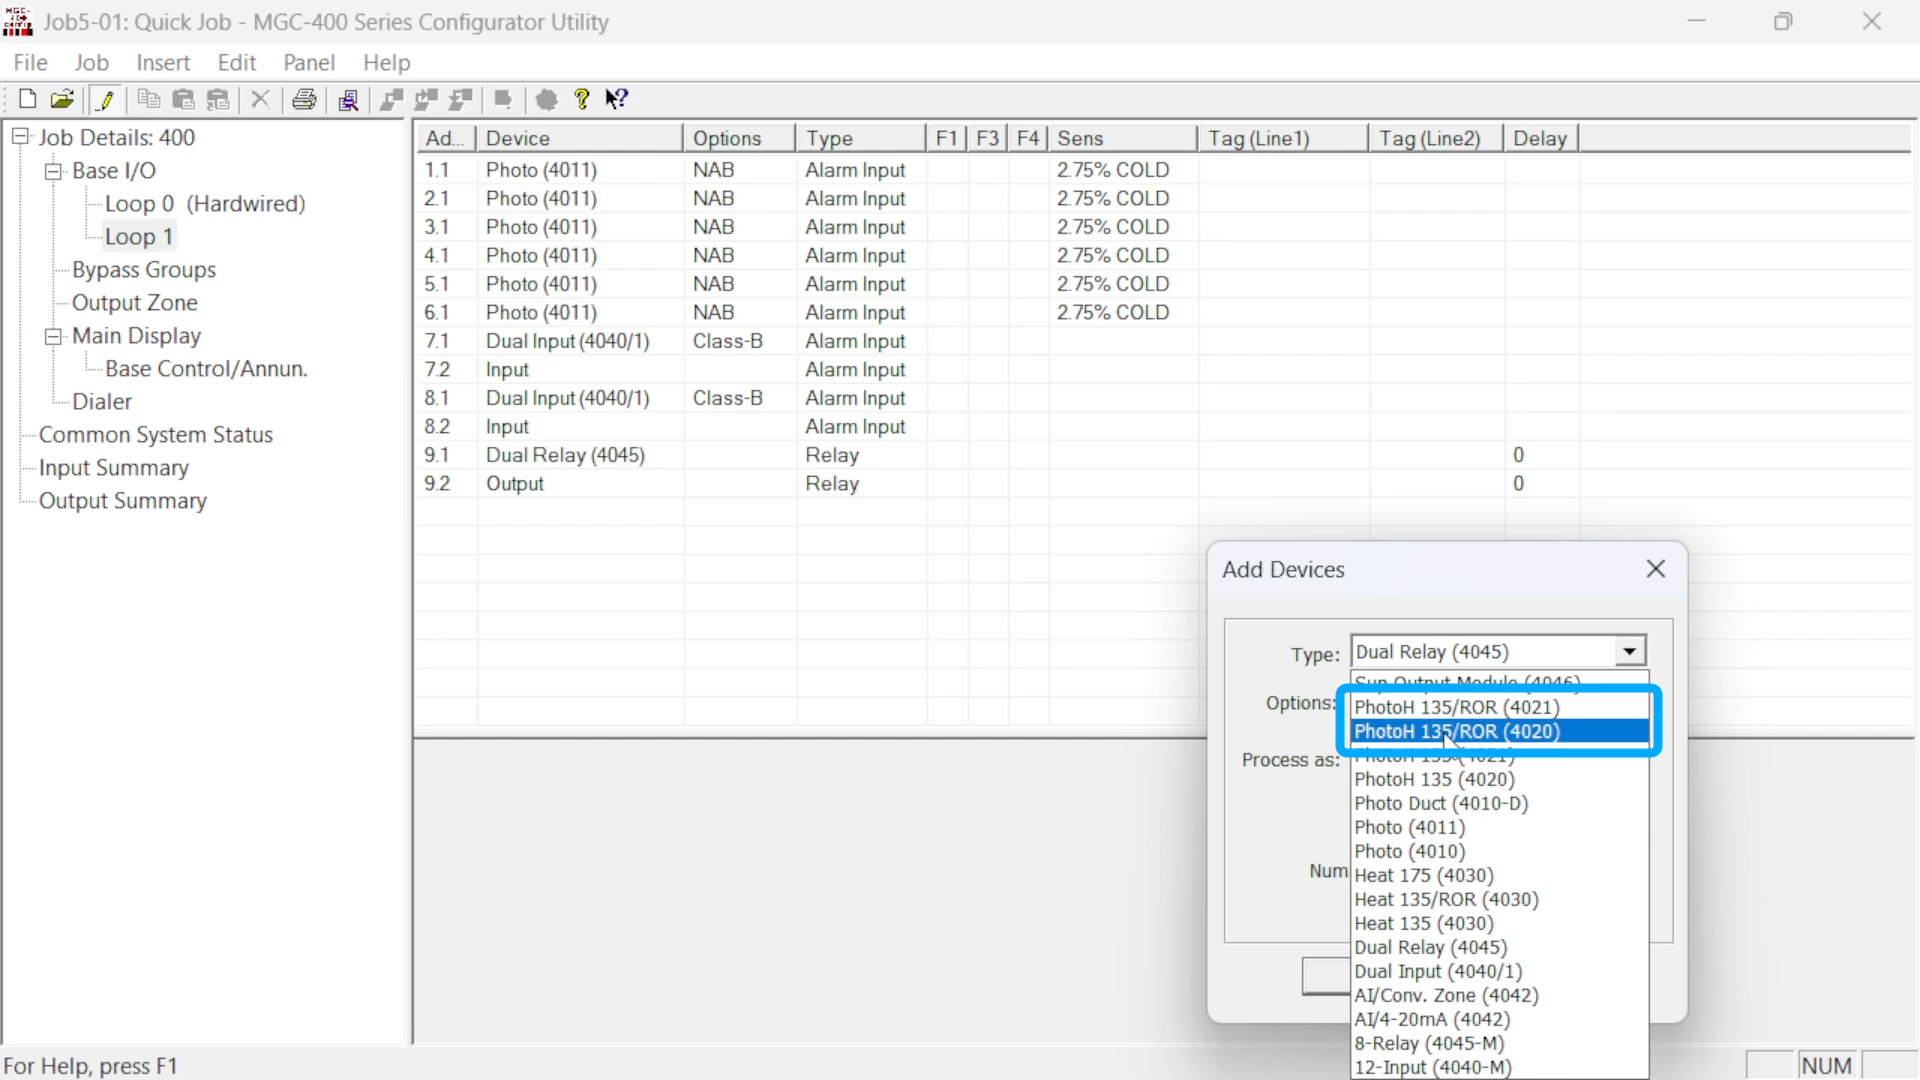 Job5-01: Quick Job - MGC-400 Series Configurator Utility
File Job Insert Edit Panel Help
Job Details: 400
Base I/O
Loop 0 (Hardwired)
Loop 1
Bypass Groups
Output Zone
Main Display
Base Control/Annun.
Dialer
Common System Status
Input Summary
Output Summary
Ad... Device Options Type F1 F3 F4 Sens Tag (Line1) Tag (Line2) Delay
1.1 Photo (4011) NAB Alarm Input 2.75% COLD
2.1 Photo (4011) NAB Alarm Input 2.75% COLD
3.1 Photo (4011) NAB Alarm Input 2.75% COLD
4.1 Photo (4011) NAB Alarm Input 2.75% COLD
5.1 Photo (4011) NAB Alarm Input 2.75% COLD
6.1 Photo (4011) NAB Alarm Input 2.75% COLD
7.1 Dual Input (4040/1) Class-B Alarm Input
7.2 Input Alarm Input
8.1 Dual Input (4040/1) Class-B Alarm Input
8.2 Input Alarm Input
9.1 Dual Relay (4045) Relay 0
9.2 Output Relay 0
Add Devices
Type: Dual Relay (4045)
Options:
Process as:
Num
Sup Output Module (4046)
PhotoH 135/ROR (4021)
PhotoH 135/ROR (4020)
PhotoH 135 (4021)
PhotoH 135 (4020)
Photo Duct (4010-D)
Photo (4011)
Photo (4010)
Heat 175 (4030)
Heat 135/ROR (4030)
Heat 135 (4030)
Dual Relay (4045)
Dual Input (4040/1)
AI/Conv. Zone (4042)
AI/4-20mA (4042)
8-Relay (4045-M)
12-Input (4040-M)
For Help, press F1
NUM